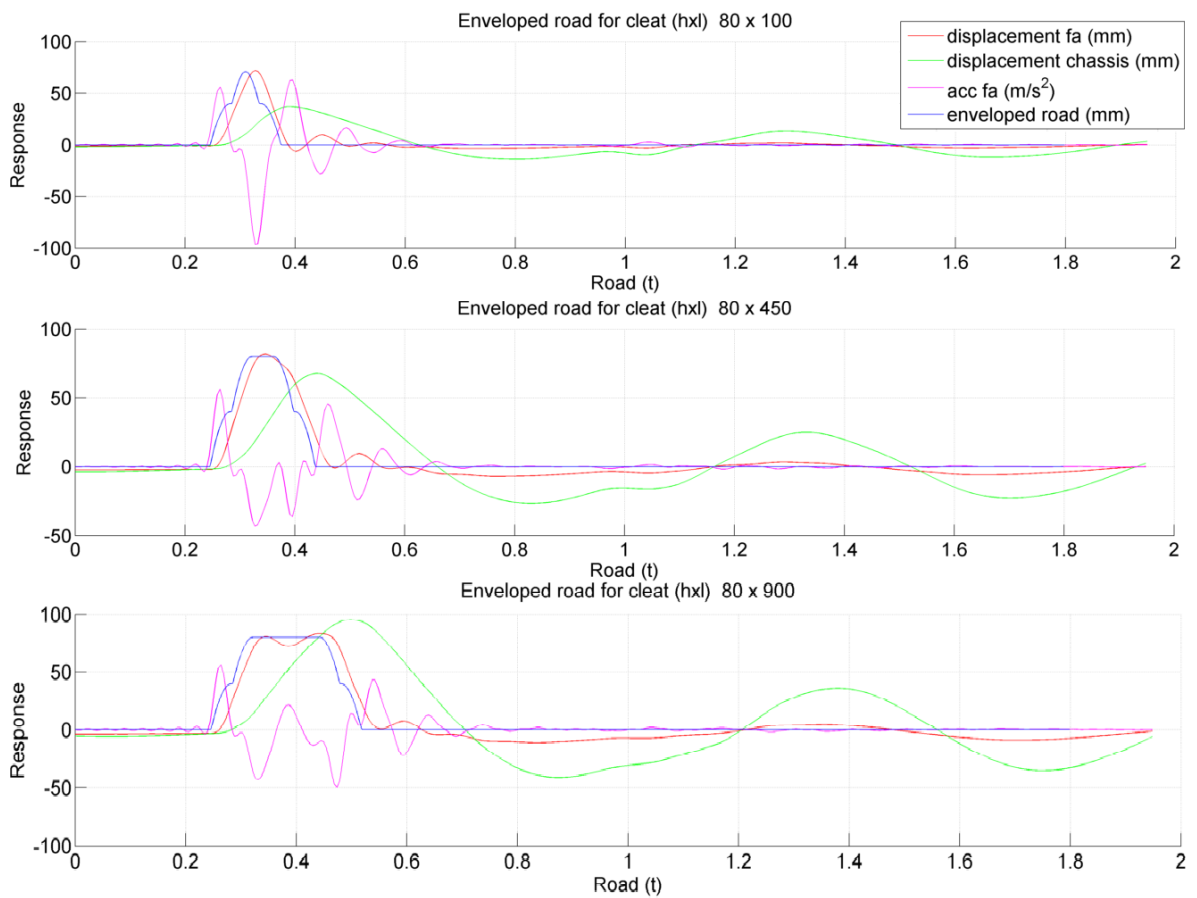 Enveloped road for cleat (hxl) 80 x 100
displacement fa (mm)
displacement chassis (mm)
acc fa (m/s²)
enveloped road (mm)
Response
100
50
0
-50
-100
0 0.2 0.4 0.6 0.8 1 1.2 1.4 1.6 1.8 2
Road (t)
Enveloped road for cleat (hxl) 80 x 450
Response
100
50
0
-50
0 0.2 0.4 0.6 0.8 1 1.2 1.4 1.6 1.8 2
Road (t)
Enveloped road for cleat (hxl) 80 x 900
Response
100
50
0
-50
-100
0 0.2 0.4 0.6 0.8 1 1.2 1.4 1.6 1.8 2
Road (t)